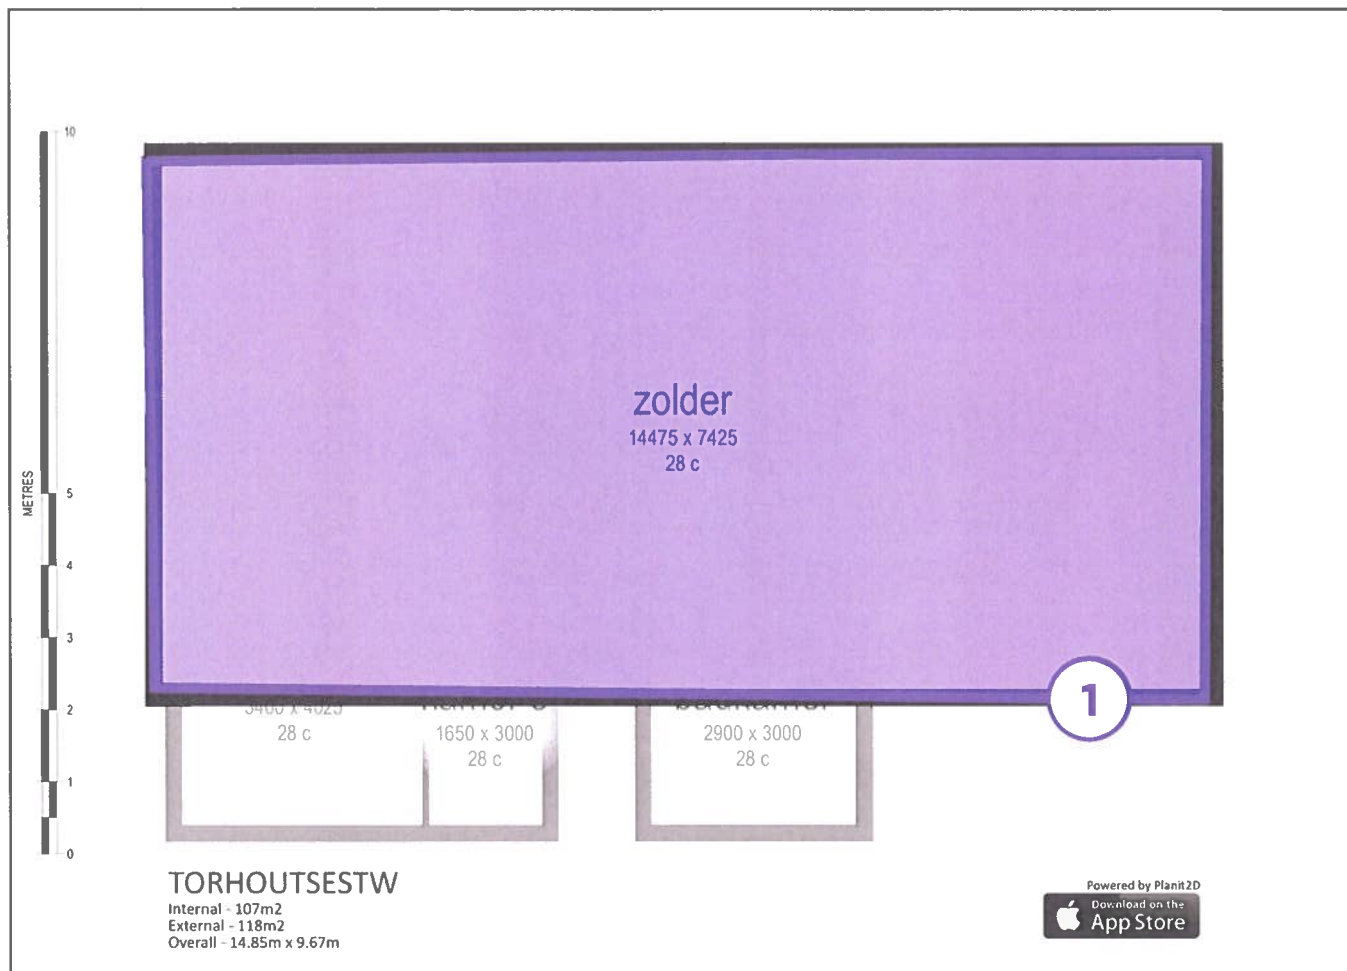 10
METRES
5
4
3
2
1
0
zolder
14475 x 7425
28 c
1
3400 x 4025
28 c
1650 x 3000
28 c
2900 x 3000
28 c
TORHOUTSESTW
Internal - 107m2
External - 118m2
Overall - 14.85m x 9.67m
Powered by Planit2D
Download on the
App Store